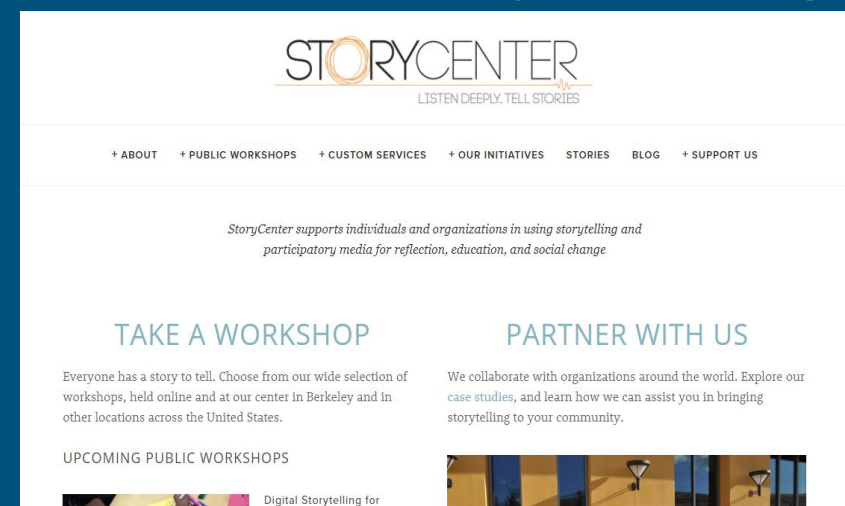 STORYCENTER
LISTEN DEEPLY. TELL STORIES
+ ABOUT + PUBLIC WORKSHOPS + CUSTOM SERVICES + OUR INITIATIVES STORIES BLOG + SUPPORT US
StoryCenter supports individuals and organizations in using storytelling and
participatory media for reflection, education, and social change
TAKE A WORKSHOP
Everyone has a story to tell. Choose from our wide selection of
workshops, held online and at our center in Berkeley and in
other locations across the United States.
UPCOMING PUBLIC WORKSHOPS
Digital Storytelling for
PARTNER WITH US
We collaborate with organizations around the world. Explore our
case studies, and learn how we can assist you in bringing
storytelling to your community.